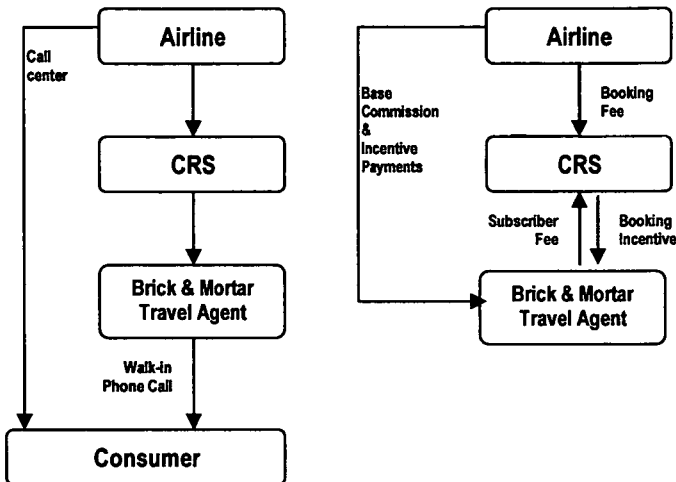 Airline
Call
center
CRS
Brick & Mortar
Travel Agent
Walk-in
Phone Call
Consumer
Airline
Base
Commission
&
Incentive
Payments
Booking
Fee
CRS
Subscriber
Fee
Booking
Incentive
Brick & Mortar
Travel Agent